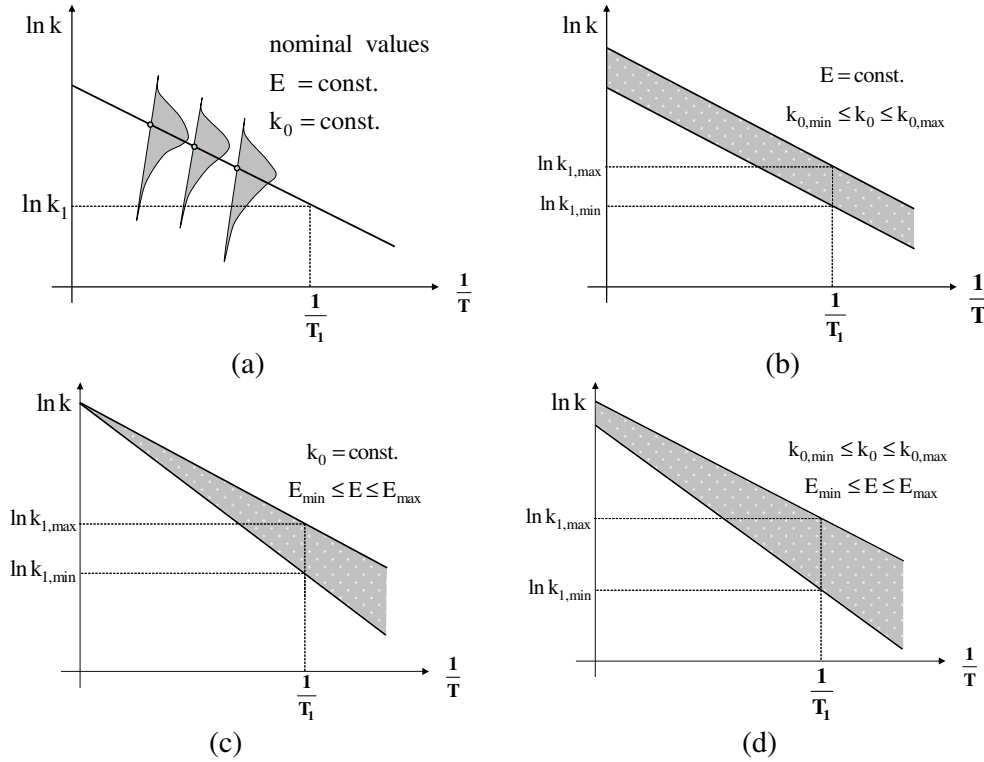 ln k
nominal values
E = const.
k₀ = const.
ln k₁
1/T
1/T₁
(a)
ln k
E = const.
k₀,min ≤ k₀ ≤ k₀,max
ln k₁,max
ln k₁,min
1/T
1/T₁
(b)
ln k
k₀ = const.
Emin ≤ E ≤ Emax
ln k₁,max
ln k₁,min
1/T
1/T₁
(c)
ln k
k₀,min ≤ k₀ ≤ k₀,max
Emin ≤ E ≤ Emax
ln k₁,max
ln k₁,min
1/T
1/T₁
(d)